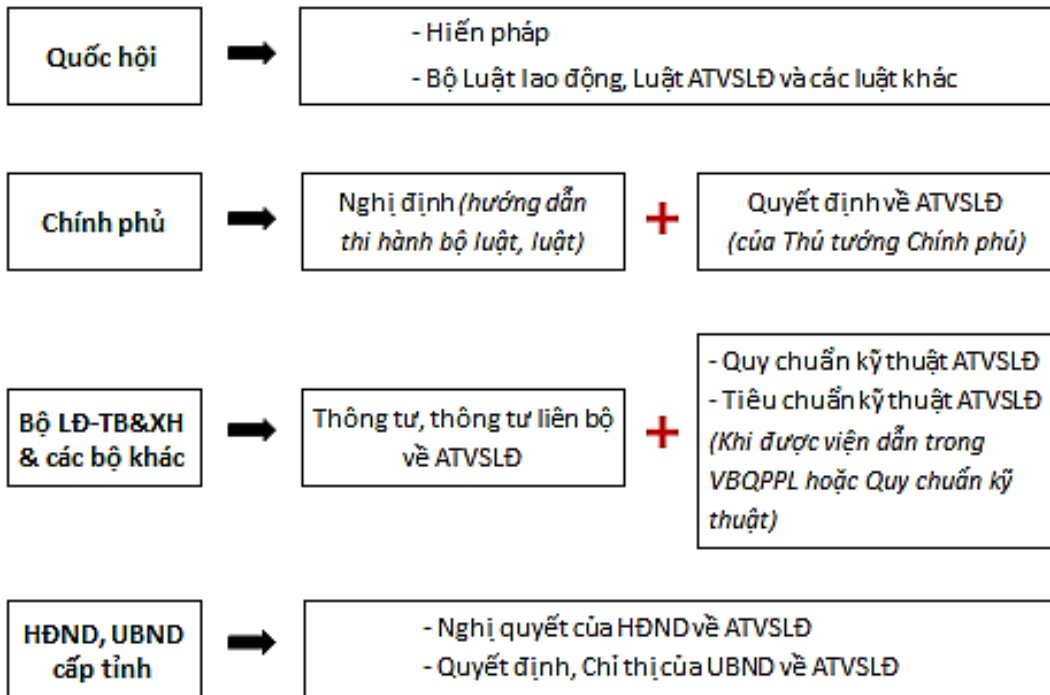 Quốc hội
- Hiến pháp
- Bộ Luật lao động, Luật ATVSLĐ và các luật khác
Chính phủ
Nghị định (hướng dẫn
thi hành bộ luật, luật)
+
Quyết định về ATVSLĐ
(của Thủ tướng Chính phủ)
Bộ LĐ-TB&XH
& các bộ khác
Thông tư, thông tư liên bộ
về ATVSLĐ
+
- Quy chuẩn kỹ thuật ATVSLĐ
- Tiêu chuẩn kỹ thuật ATVSLĐ
(Khi được viện dẫn trong
VBQPPL hoặc Quy chuẩn kỹ
thuật)
HĐND, UBND
cấp tỉnh
- Nghị quyết của HĐND về ATVSLĐ
- Quyết định, Chỉ thị của UBND về ATVSLĐ